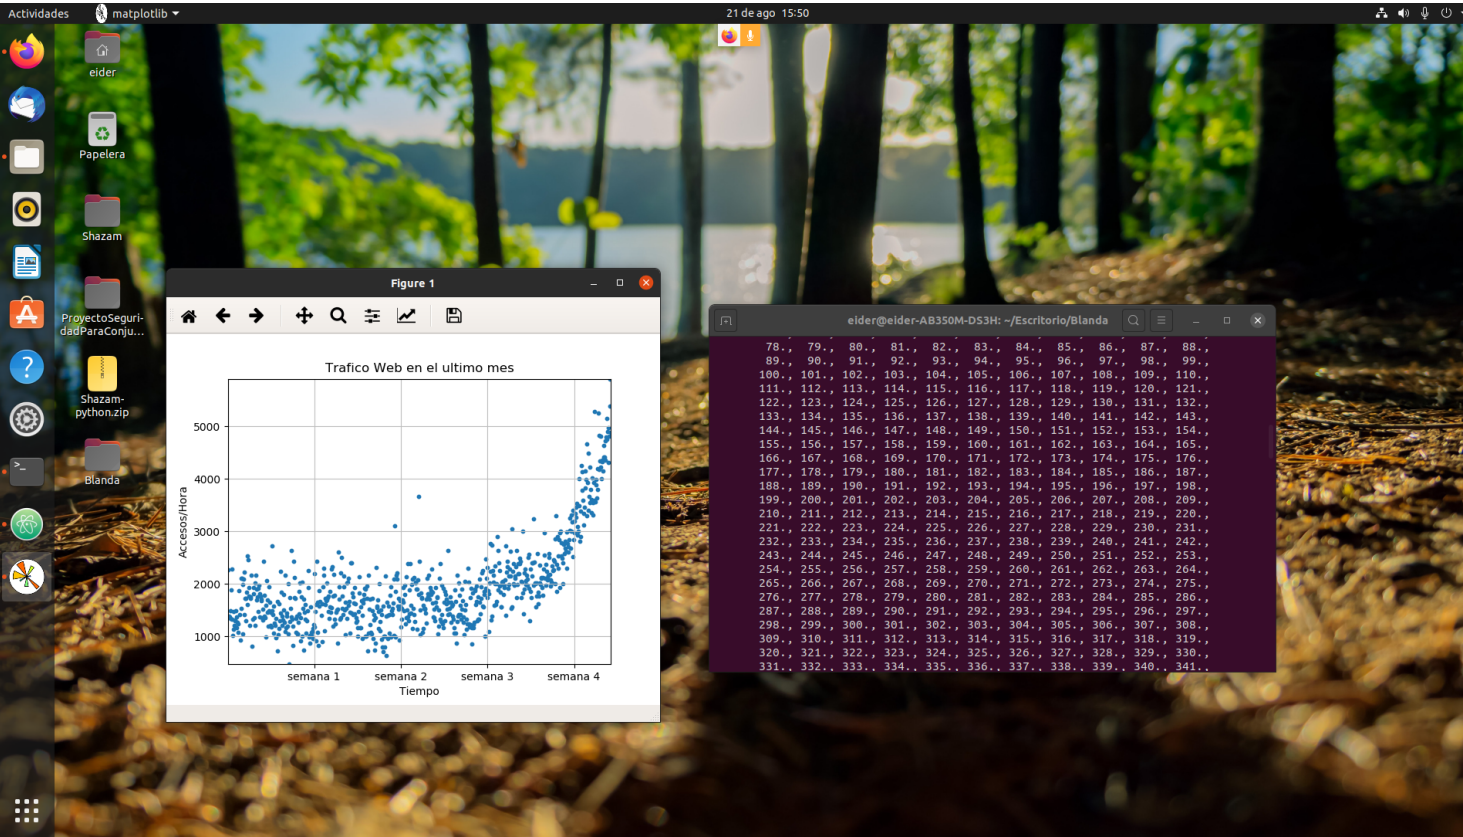 Actividades
matplotlib
21 de ago 15:50
eider
Papelera
Shazam
ProyectoSeguri-
dadParaConju...
Shazam-
python.zip
Blanda
Figure 1
Trafico Web en el ultimo mes
Accesos/Hora
5000
4000
3000
2000
1000
semana 1 semana 2 semana 3 semana 4
Tiempo
eider@eider-AB350M-DS3H: ~/Escritorio/Blanda
78., 79., 80., 81., 82., 83., 84., 85., 86., 87., 88.,
89., 90., 91., 92., 93., 94., 95., 96., 97., 98., 99.,
100., 101., 102., 103., 104., 105., 106., 107., 108., 109., 110.,
111., 112., 113., 114., 115., 116., 117., 118., 119., 120., 121.,
122., 123., 124., 125., 126., 127., 128., 129., 130., 131., 132.,
133., 134., 135., 136., 137., 138., 139., 140., 141., 142., 143.,
144., 145., 146., 147., 148., 149., 150., 151., 152., 153., 154.,
155., 156., 157., 158., 159., 160., 161., 162., 163., 164., 165.,
166., 167., 168., 169., 170., 171., 172., 173., 174., 175., 176.,
177., 178., 179., 180., 181., 182., 183., 184., 185., 186., 187.,
188., 189., 190., 191., 192., 193., 194., 195., 196., 197., 198.,
199., 200., 201., 202., 203., 204., 205., 206., 207., 208., 209.,
210., 211., 212., 213., 214., 215., 216., 217., 218., 219., 220.,
221., 222., 223., 224., 225., 226., 227., 228., 229., 230., 231.,
232., 233., 234., 235., 236., 237., 238., 239., 240., 241., 242.,
243., 244., 245., 246., 247., 248., 249., 250., 251., 252., 253.,
254., 255., 256., 257., 258., 259., 260., 261., 262., 263., 264.,
265., 266., 267., 268., 269., 270., 271., 272., 273., 274., 275.,
276., 277., 278., 279., 280., 281., 282., 283., 284., 285., 286.,
287., 288., 289., 290., 291., 292., 293., 294., 295., 296., 297.,
298., 299., 300., 301., 302., 303., 304., 305., 306., 307., 308.,
309., 310., 311., 312., 313., 314., 315., 316., 317., 318., 319.,
320., 321., 322., 323., 324., 325., 326., 327., 328., 329., 330.,
331., 332., 333., 334., 335., 336., 337., 338., 339., 340., 341.,